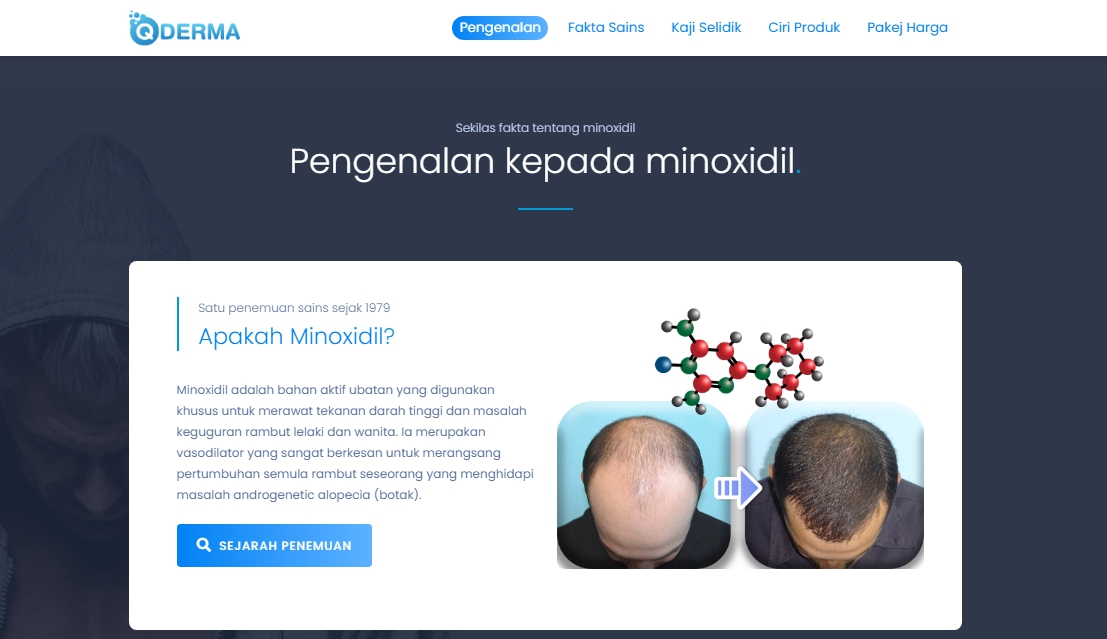 QDERMA
Pengenalan Fakta Sains Kaji Selidik Ciri Produk Pakej Harga
Sekilas fakta tentang minoxidil
Pengenalan kepada minoxidil.
Satu penemuan sains sejak 1979
Apakah Minoxidil?
Minoxidil adalah bahan aktif ubatan yang digunakan
khusus untuk merawat tekanan darah tinggi dan masalah
keguguran rambut lelaki dan wanita. Ia merupakan
vasodilator yang sangat berkesan untuk merangsang
pertumbuhan semula rambut seseorang yang menghidapi
masalah androgenetic alopecia (botak).
SEJARAH PENEMUAN